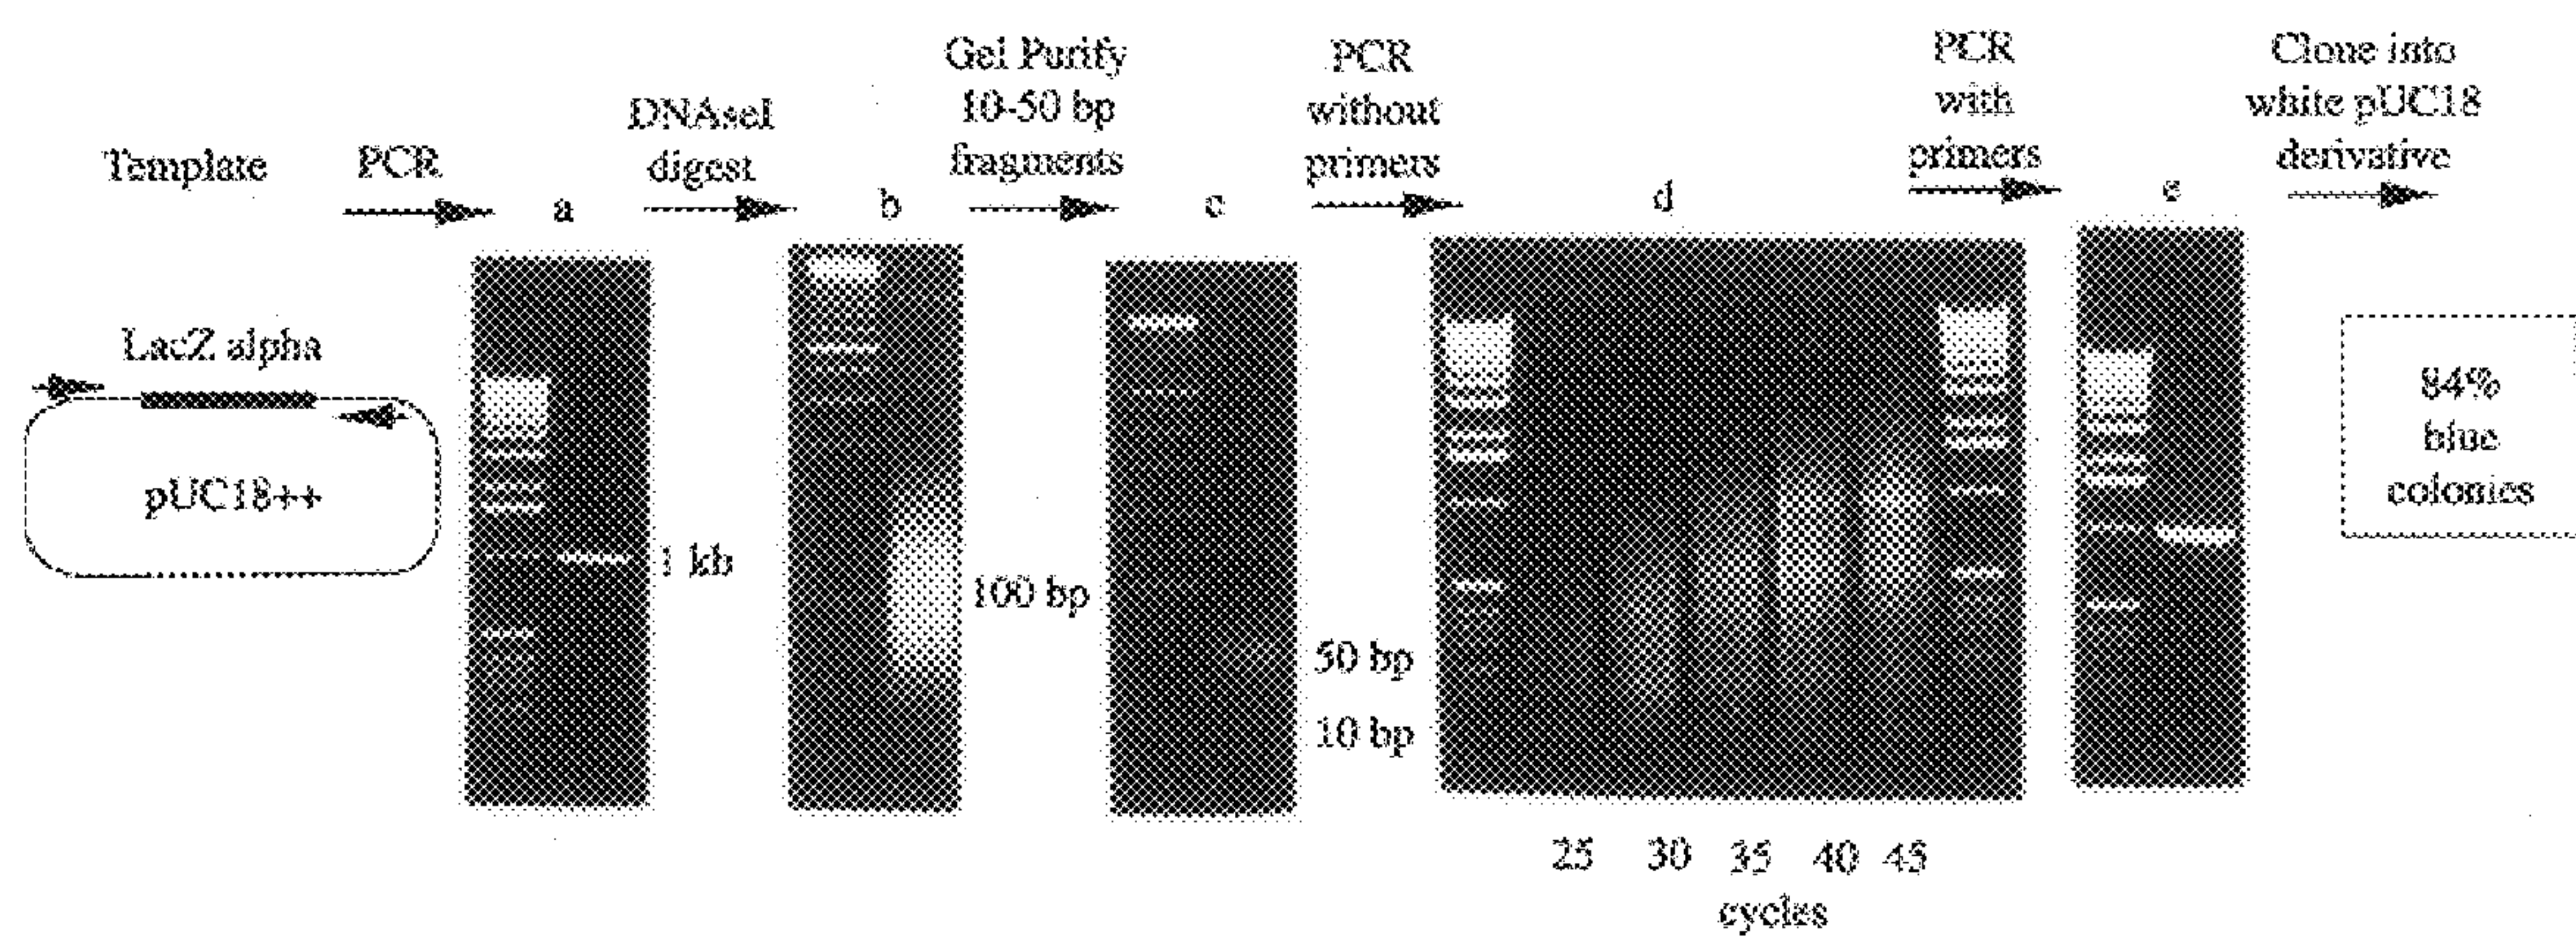 Template
PCR
DNAseI
digest
Gel Purify
10-50 bp
fragments
PCR
without
primers
PCR
with
primers
Clone into
white pUC18
derivative
a
b
c
d
e
LacZ alpha
pUC18++
1 kb
100 bp
50 bp
10 bp
84%
blue
colonies
25 30 35 40 45
cycles